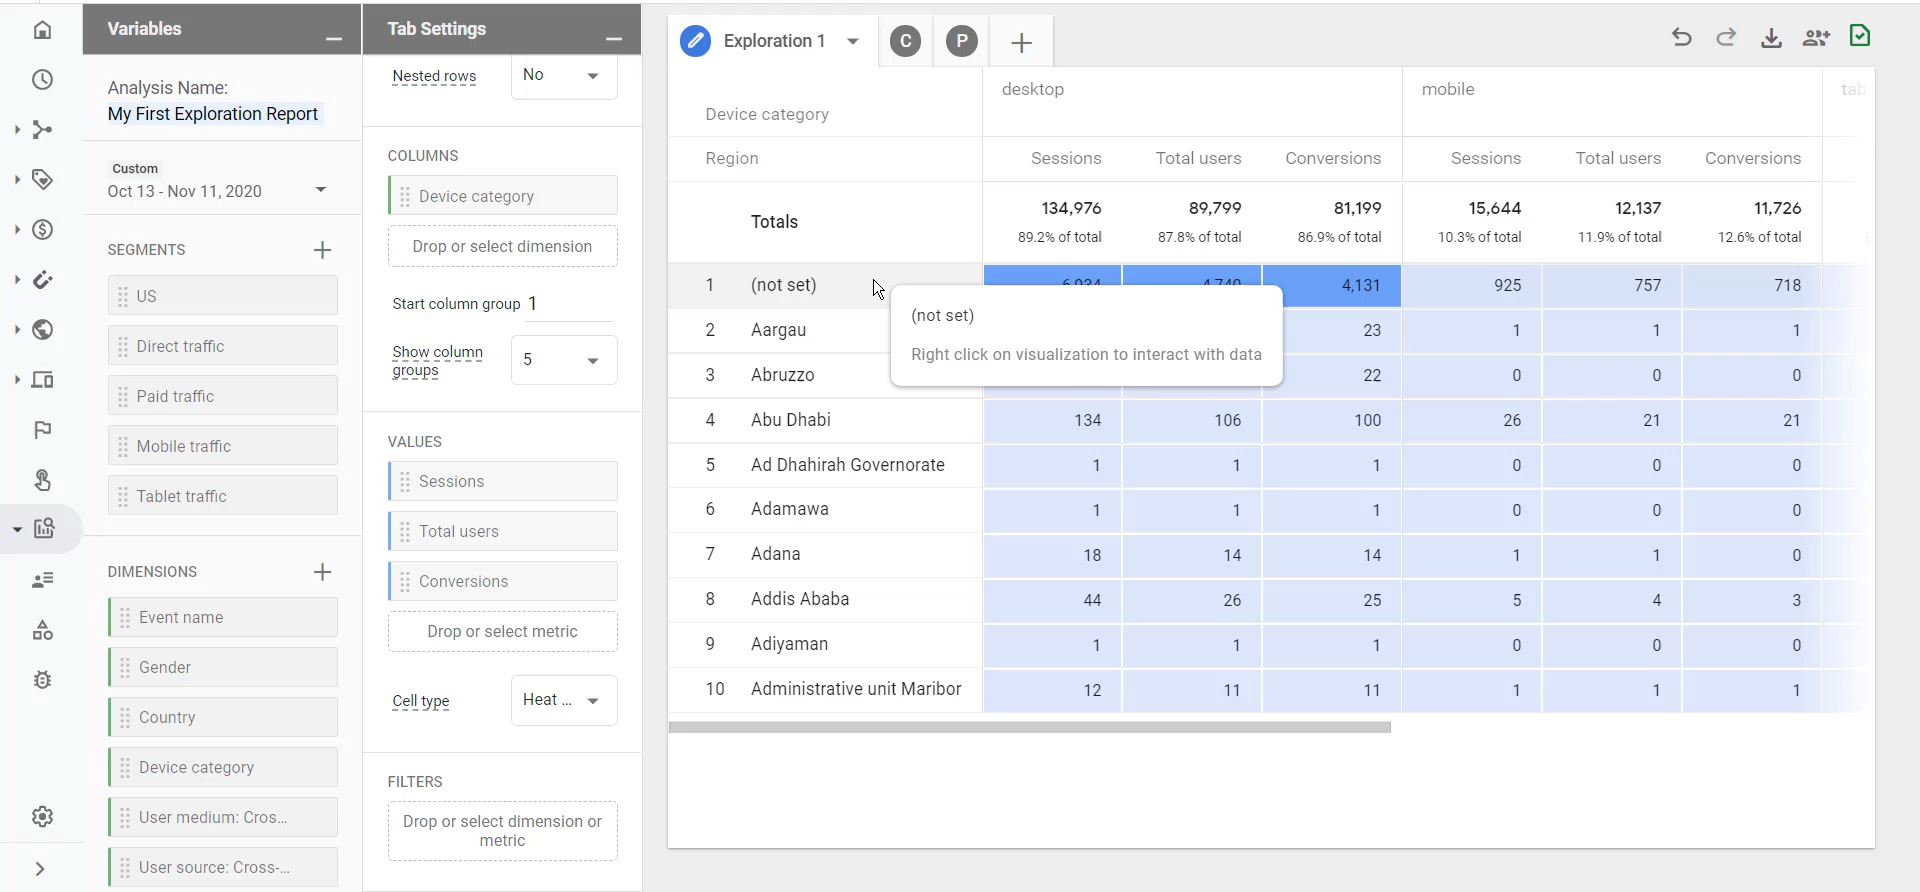 Variables
Analysis Name:
My First Exploration Report
Custom
Oct 13 - Nov 11, 2020
SEGMENTS
US
Direct traffic
Paid traffic
Mobile traffic
Tablet traffic
DIMENSIONS
Event name
Gender
Country
Device category
User medium: Cros...
User source: Cross-...
Tab Settings
Nested rows No
COLUMNS
Device category
Drop or select dimension
Start column group 1
Show column
groups
5
VALUES
Sessions
Total users
Conversions
Drop or select metric
Cell type Heat ...
FILTERS
Drop or select dimension or
metric
Exploration 1 C P
desktop mobile
Device category
Region Sessions Total users Conversions Sessions Total users Conversions
Totals
134,976 89,799 81,199 15,644 12,137 11,726
89.2% of total 87.8% of total 86.9% of total 10.3% of total 11.9% of total 12.6% of total
1 (not set) 4,131 925 757 718
(not set)
Right click on visualization to interact with data
2 Aargau 23 1 1 1
3 Abruzzo 22 0 0 0
4 Abu Dhabi 134 106 100 26 21 21
5 Ad Dhahirah Governorate 1 1 1 0 0 0
6 Adamawa 1 1 1 0 0 0
7 Adana 18 14 14 1 1 0
8 Addis Ababa 44 26 25 5 4 3
9 Adiyaman 1 1 1 0 0 0
10 Administrative unit Maribor 12 11 11 1 1 1